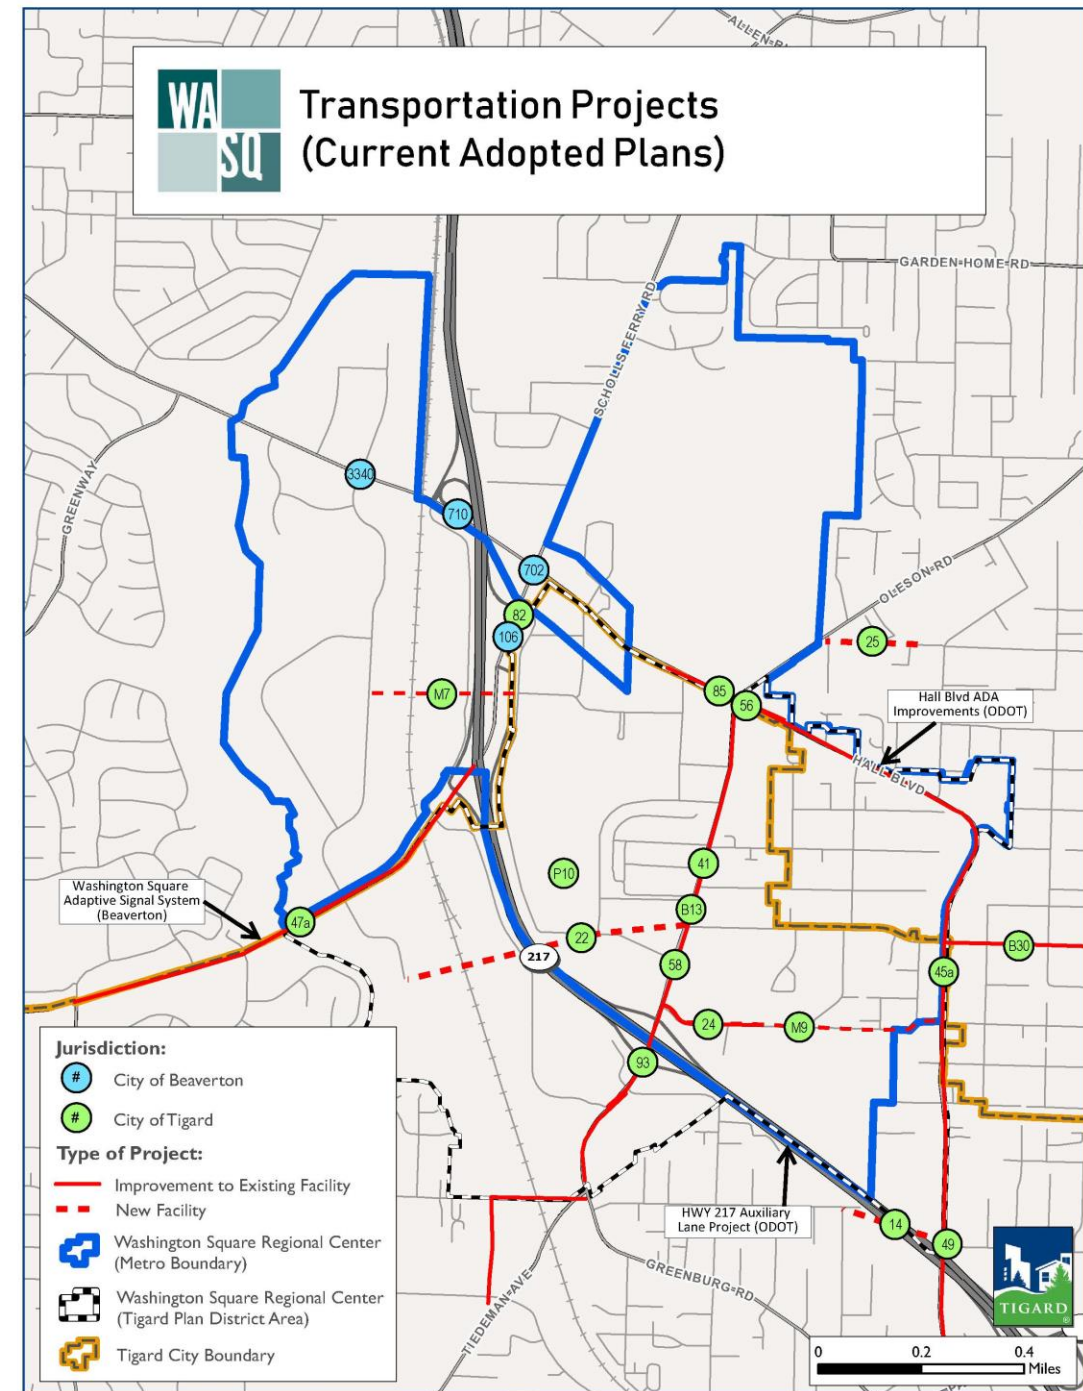 WA
SQ
Transportation Projects
(Current Adopted Plans)
GARDEN HOME RD
SCHOLLS FERRY RD
GREENWAY
3340
710
702
OLESON RD
82
106
25
M7
85
56
Hall Blvd ADA
Improvements (ODOT)
HALL BLVD
41
P10
Washington Square
Adaptive Signal System
(Beaverton)
47a
B13
22
217
58
B30
45a
24
M9
93
Jurisdiction:
# City of Beaverton
# City of Tigard
Type of Project:
Improvement to Existing Facility
New Facility
Washington Square Regional Center
(Metro Boundary)
Washington Square Regional Center
(Tigard Plan District Area)
Tigard City Boundary
HWY 217 Auxiliary
Lane Project (ODOT)
14
49
GREENBURG RD
TIEDEMAN AVE
TIGARD
0 0.2 0.4
Miles